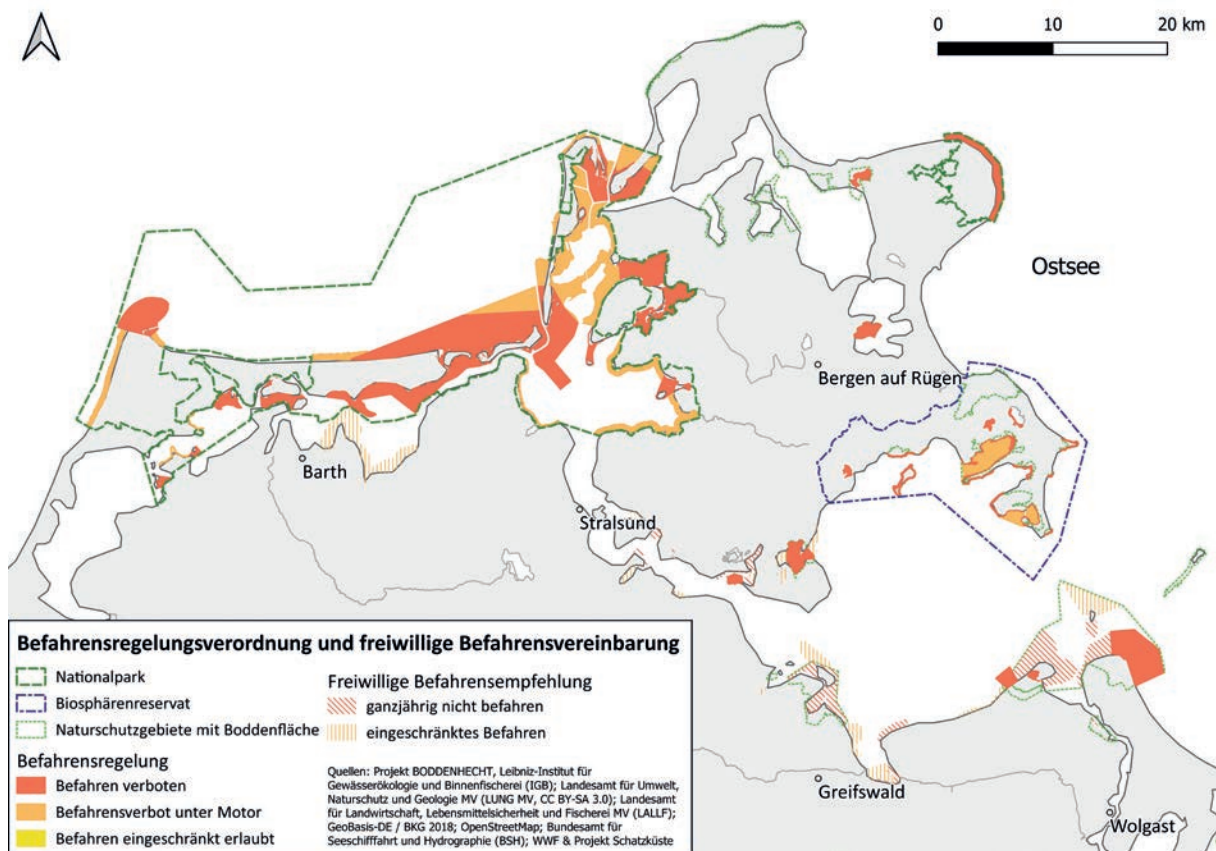 0 10 20 km
Ostsee
Bergen auf Rügen
Barth
Stralsund
Greifswald
Wolgast
Befahrensregelungsverordnung und freiwillige Befahrensvereinbarung
Nationalpark
Biosphärenreservat
Naturschutzgebiete mit Boddenfläche
Befahrensregelung
Befahren verboten
Befahrensverbot unter Motor
Befahren eingeschränkt erlaubt
Freiwillige Befahrensempfehlung
ganzjährig nicht befahren
eingeschränktes Befahren
Quellen: Projekt BODDENHECHT, Leibniz-Institut für
Gewässerökologie und Binnenfischerei (IGB); Landesamt für Umwelt,
Naturschutz und Geologie MV (LUNG MV, CC BY-SA 3.0); Landesamt
für Landwirtschaft, Lebensmittelsicherheit und Fischerei MV (LALLF);
GeoBasis-DE / BKG 2018; OpenStreetMap; Bundesamt für
Seeschifffahrt und Hydrographie (BSH); WWF & Projekt Schatzküste